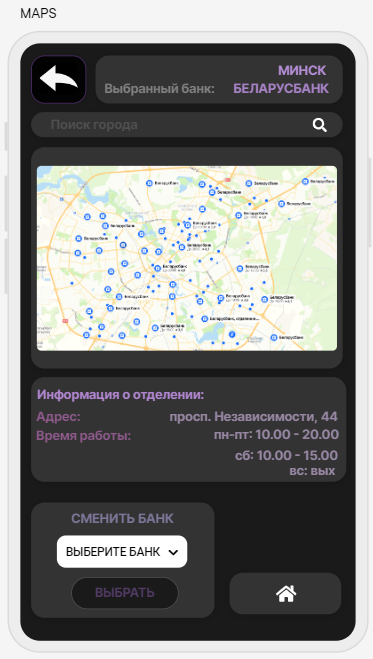 MAPS
МИНСК
Выбранный банк: БЕЛАРУСБАНК
Поиск города
Информация о отделении:
Адрес: просп. Независимости, 44
Время работы: пн-пт: 10.00 - 20.00
сб: 10.00 - 15.00
вс: вых
СМЕНИТЬ БАНК
ВЫБЕРИТЕ БАНК
ВЫБРАТЬ